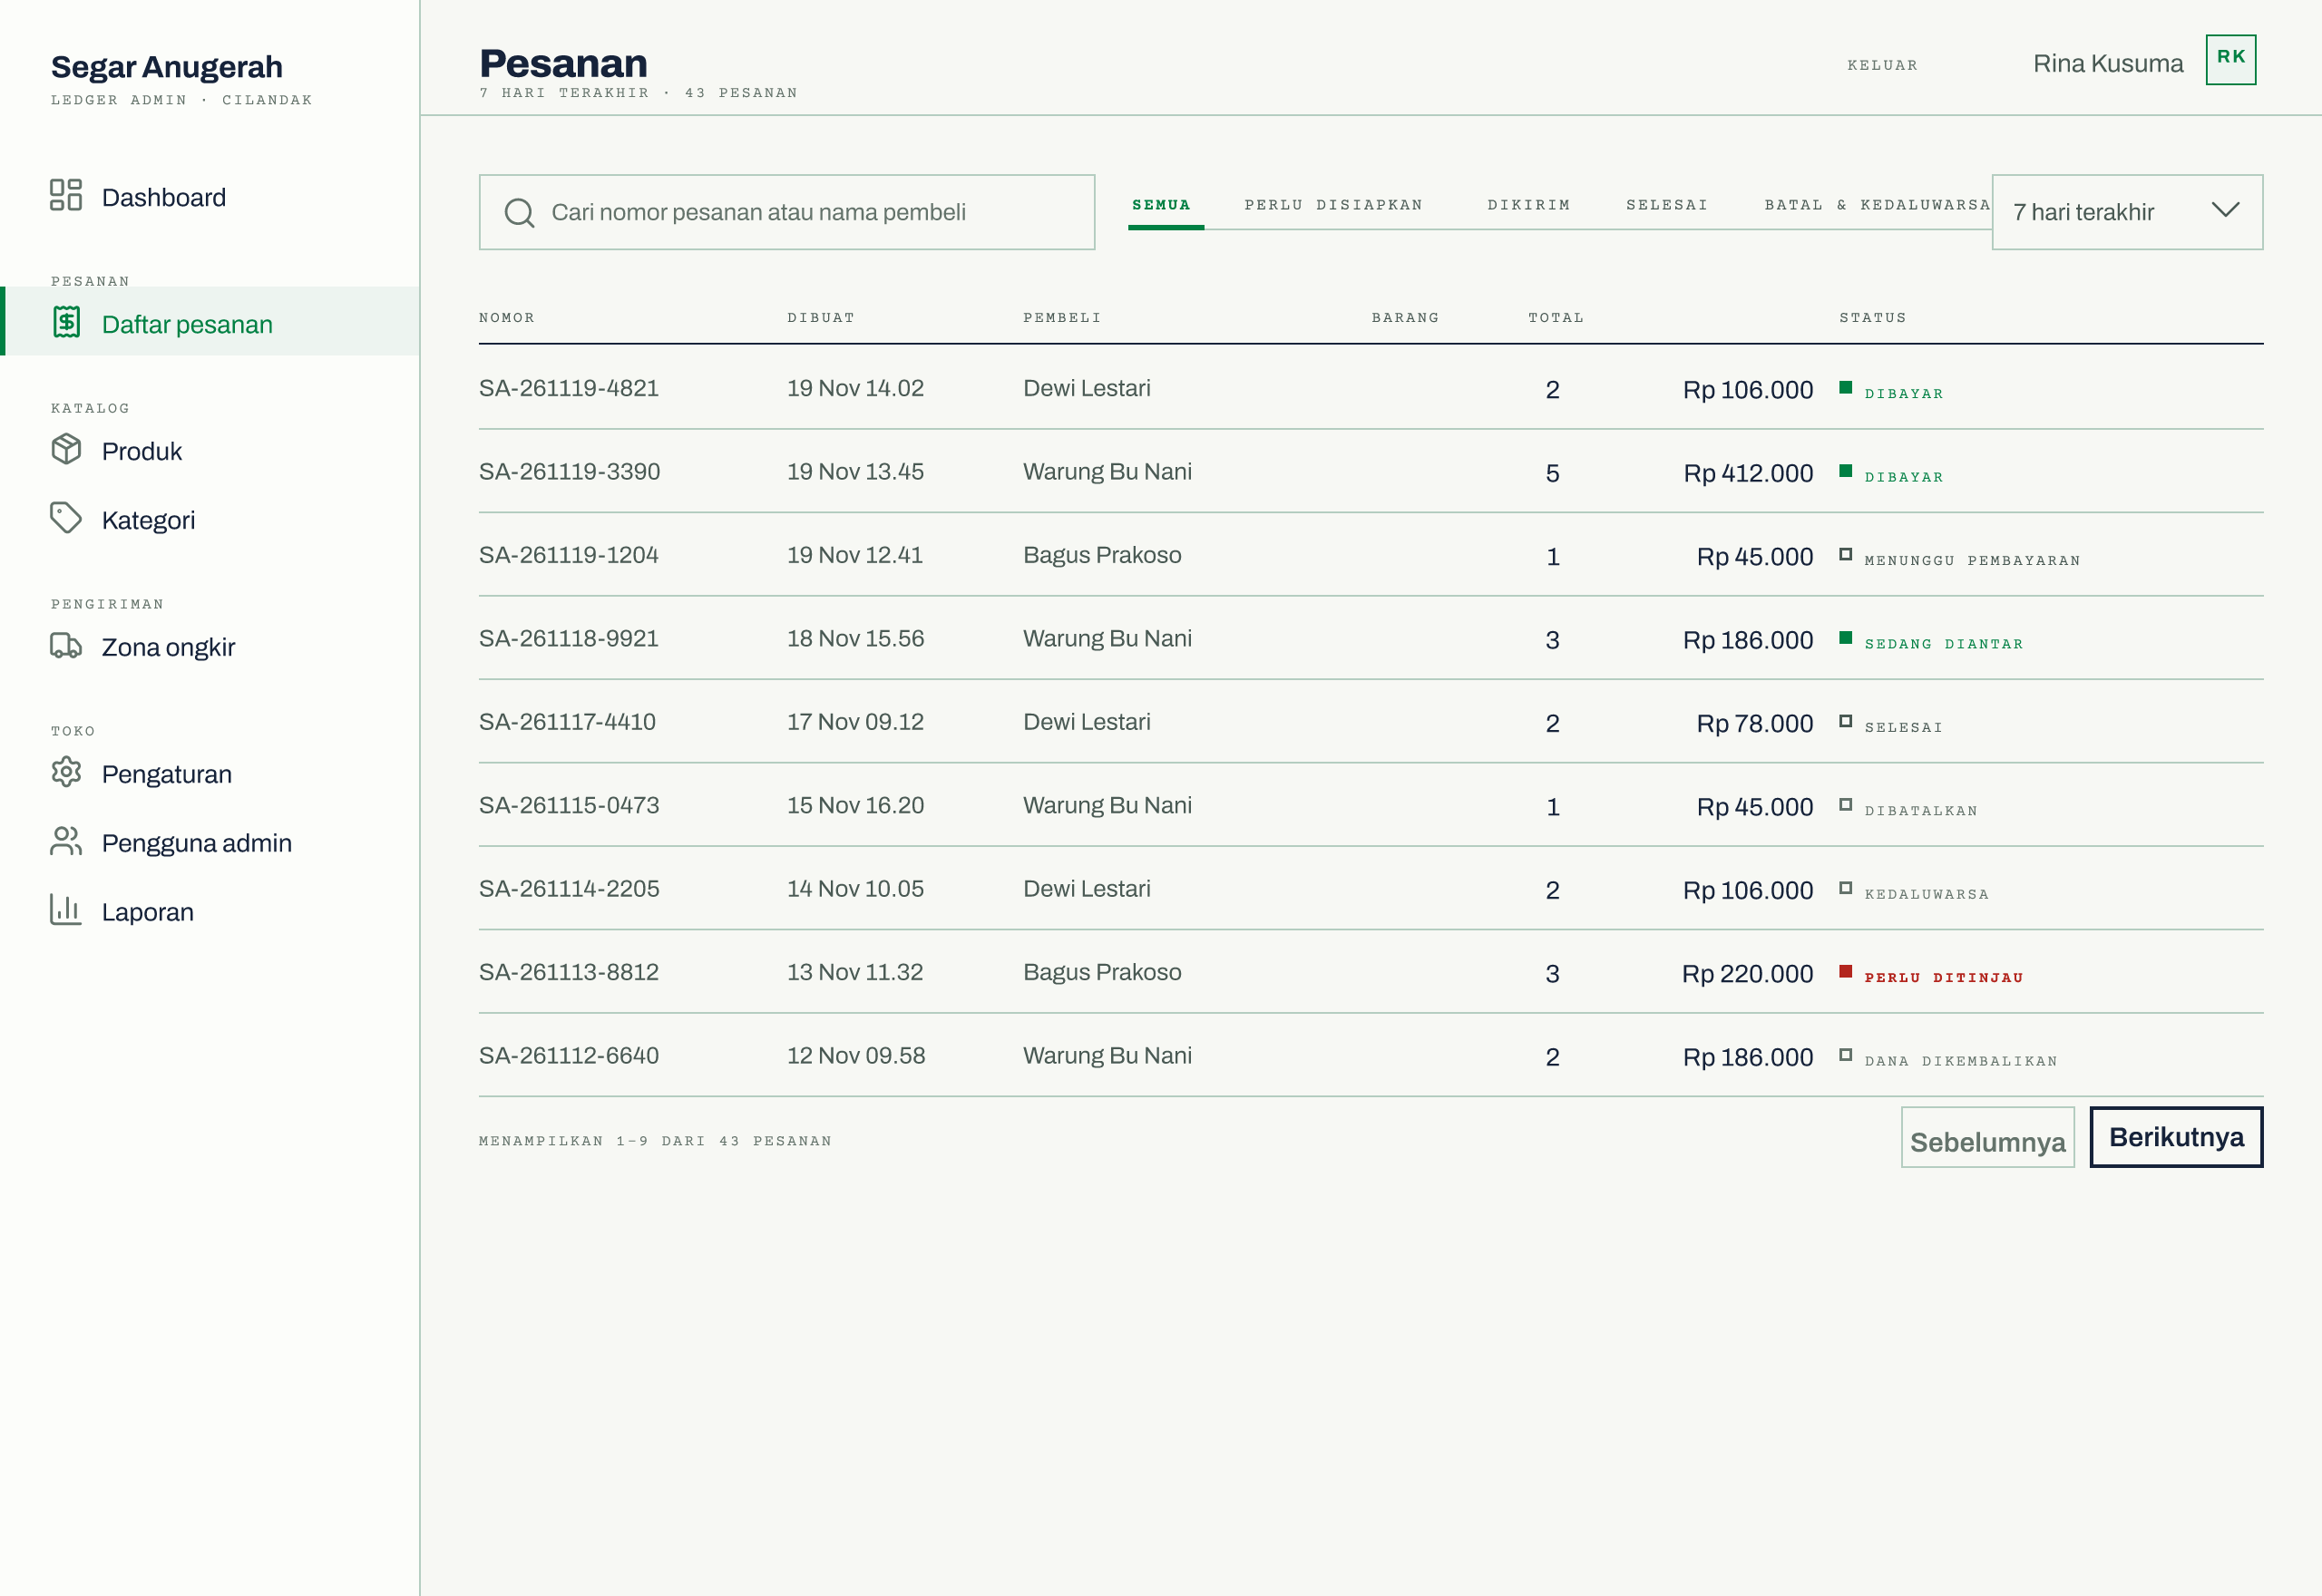 Segar Anugerah
LEDGER ADMIN · CILANDAK
Dashboard
PESANAN
Daftar pesanan
KATALOG
Produk
Kategori
PENGIRIMAN
Zona ongkir
TOKO
Pengaturan
Pengguna admin
Laporan
Pesanan
7 HARI TERAKHIR · 43 PESANAN
KELUAR
Rina Kusuma
RK
Cari nomor pesanan atau nama pembeli
SEMUA PERLU DISIAPKAN DIKIRIM SELESAI BATAL & KEDALUWARSA
7 hari terakhir
NOMOR DIBUAT PEMBELI BARANG TOTAL STATUS
SA-261119-4821 19 Nov 14.02 Dewi Lestari 2 Rp 106.000 DIBAYAR
SA-261119-3390 19 Nov 13.45 Warung Bu Nani 5 Rp 412.000 DIBAYAR
SA-261119-1204 19 Nov 12.41 Bagus Prakoso 1 Rp 45.000 MENUNGGU PEMBAYARAN
SA-261118-9921 18 Nov 15.56 Warung Bu Nani 3 Rp 186.000 SEDANG DIANTAR
SA-261117-4410 17 Nov 09.12 Dewi Lestari 2 Rp 78.000 SELESAI
SA-261115-0473 15 Nov 16.20 Warung Bu Nani 1 Rp 45.000 DIBATALKAN
SA-261114-2205 14 Nov 10.05 Dewi Lestari 2 Rp 106.000 KEDALUWARSA
SA-261113-8812 13 Nov 11.32 Bagus Prakoso 3 Rp 220.000 PERLU DITINJAU
SA-261112-6640 12 Nov 09.58 Warung Bu Nani 2 Rp 186.000 DANA DIKEMBALIKAN
MENAMPILKAN 1–9 DARI 43 PESANAN
Sebelumnya
Berikutnya